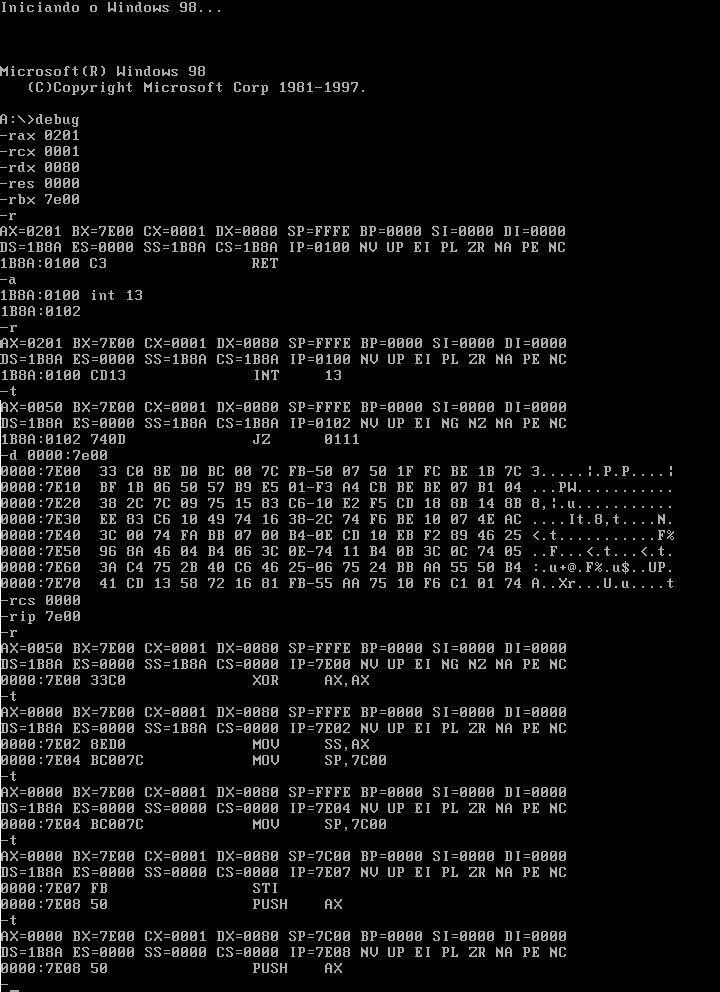 Iniciando o Windows 98...
Microsoft(R) Windows 98
(C)Copyright Microsoft Corp 1981-1997.
A:\>debug
-rax 0201
-rcx 0001
-rdx 0080
-res 0000
-rbx 7e00
-r
AX=0201 BX=7E00 CX=0001 DX=0080 SP=FFFE BP=0000 SI=0000 DI=0000
DS=1B8A ES=0000 SS=1B8A CS=1B8A IP=0100 NV UP EI PL ZR NA PE NC
1B8A:0100 C3 RET
-a
1B8A:0100 int 13
1B8A:0102
-r
AX=0201 BX=7E00 CX=0001 DX=0080 SP=FFFE BP=0000 SI=0000 DI=0000
DS=1B8A ES=0000 SS=1B8A CS=1B8A IP=0100 NV UP EI PL ZR NA PE NC
1B8A:0100 CD13 INT 13
-t
AX=0050 BX=7E00 CX=0001 DX=0080 SP=FFFE BP=0000 SI=0000 DI=0000
DS=1B8A ES=0000 SS=1B8A CS=1B8A IP=0102 NV UP EI NG NZ NA PE NC
1B8A:0102 740D JZ 0111
-d 0000:7e00
0000:7E00 33 C0 8E D0 BC 00 7C FB-50 07 50 1F FC BE 1B 7C 3.....|.P.P....|
0000:7E10 BF 1B 06 50 57 B9 E5 01-F3 A4 CB BE BE 07 B1 04 ...PW...........
0000:7E20 38 2C 7C 09 75 15 83 C6-10 E2 F5 CD 18 8B 14 8B 8,|.u...........
0000:7E30 EE 83 C6 10 49 74 16 38-2C 74 F6 BE 10 07 4E AC ....It.8,t....N.
0000:7E40 3C 00 74 FA BB 07 00 B4-0E CD 10 EB F2 89 46 25 <.t...........F%
0000:7E50 96 8A 46 04 B4 06 3C 0E-74 11 B4 0B 3C 0C 74 05 ..F...<.t...<.t.
0000:7E60 3A C4 75 2B 40 C6 46 25-06 75 24 BB AA 55 50 B4 :.u+@.F%.u$..UP.
0000:7E70 41 CD 13 58 72 16 81 FB-55 AA 75 10 F6 C1 01 74 A..Xr...U.u....t
-rcs 0000
-rip 7e00
-r
AX=0050 BX=7E00 CX=0001 DX=0080 SP=FFFE BP=0000 SI=0000 DI=0000
DS=1B8A ES=0000 SS=1B8A CS=0000 IP=7E00 NV UP EI NG NZ NA PE NC
0000:7E00 33C0 XOR AX,AX
-t
AX=0000 BX=7E00 CX=0001 DX=0080 SP=FFFE BP=0000 SI=0000 DI=0000
DS=1B8A ES=0000 SS=1B8A CS=0000 IP=7E02 NV UP EI PL ZR NA PE NC
0000:7E02 8ED0 MOV SS,AX
0000:7E04 BC007C MOV SP,7C00
-t
AX=0000 BX=7E00 CX=0001 DX=0080 SP=FFFE BP=0000 SI=0000 DI=0000
DS=1B8A ES=0000 SS=0000 CS=0000 IP=7E04 NV UP EI PL ZR NA PE NC
0000:7E04 BC007C MOV SP,7C00
-t
AX=0000 BX=7E00 CX=0001 DX=0080 SP=7C00 BP=0000 SI=0000 DI=0000
DS=1B8A ES=0000 SS=0000 CS=0000 IP=7E07 NV UP EI PL ZR NA PE NC
0000:7E07 FB STI
0000:7E08 50 PUSH AX
-t
AX=0000 BX=7E00 CX=0001 DX=0080 SP=7C00 BP=0000 SI=0000 DI=0000
DS=1B8A ES=0000 SS=0000 CS=0000 IP=7E08 NV UP EI PL ZR NA PE NC
0000:7E08 50 PUSH AX
-_